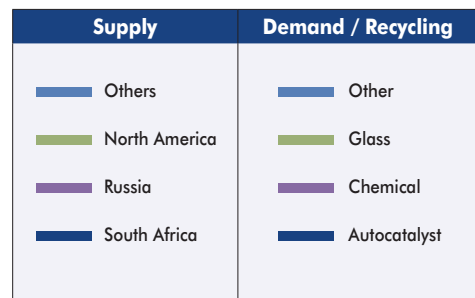 Supply
Demand / Recycling
Others
Other
North America
Glass
Russia
Chemical
South Africa
Autocatalyst